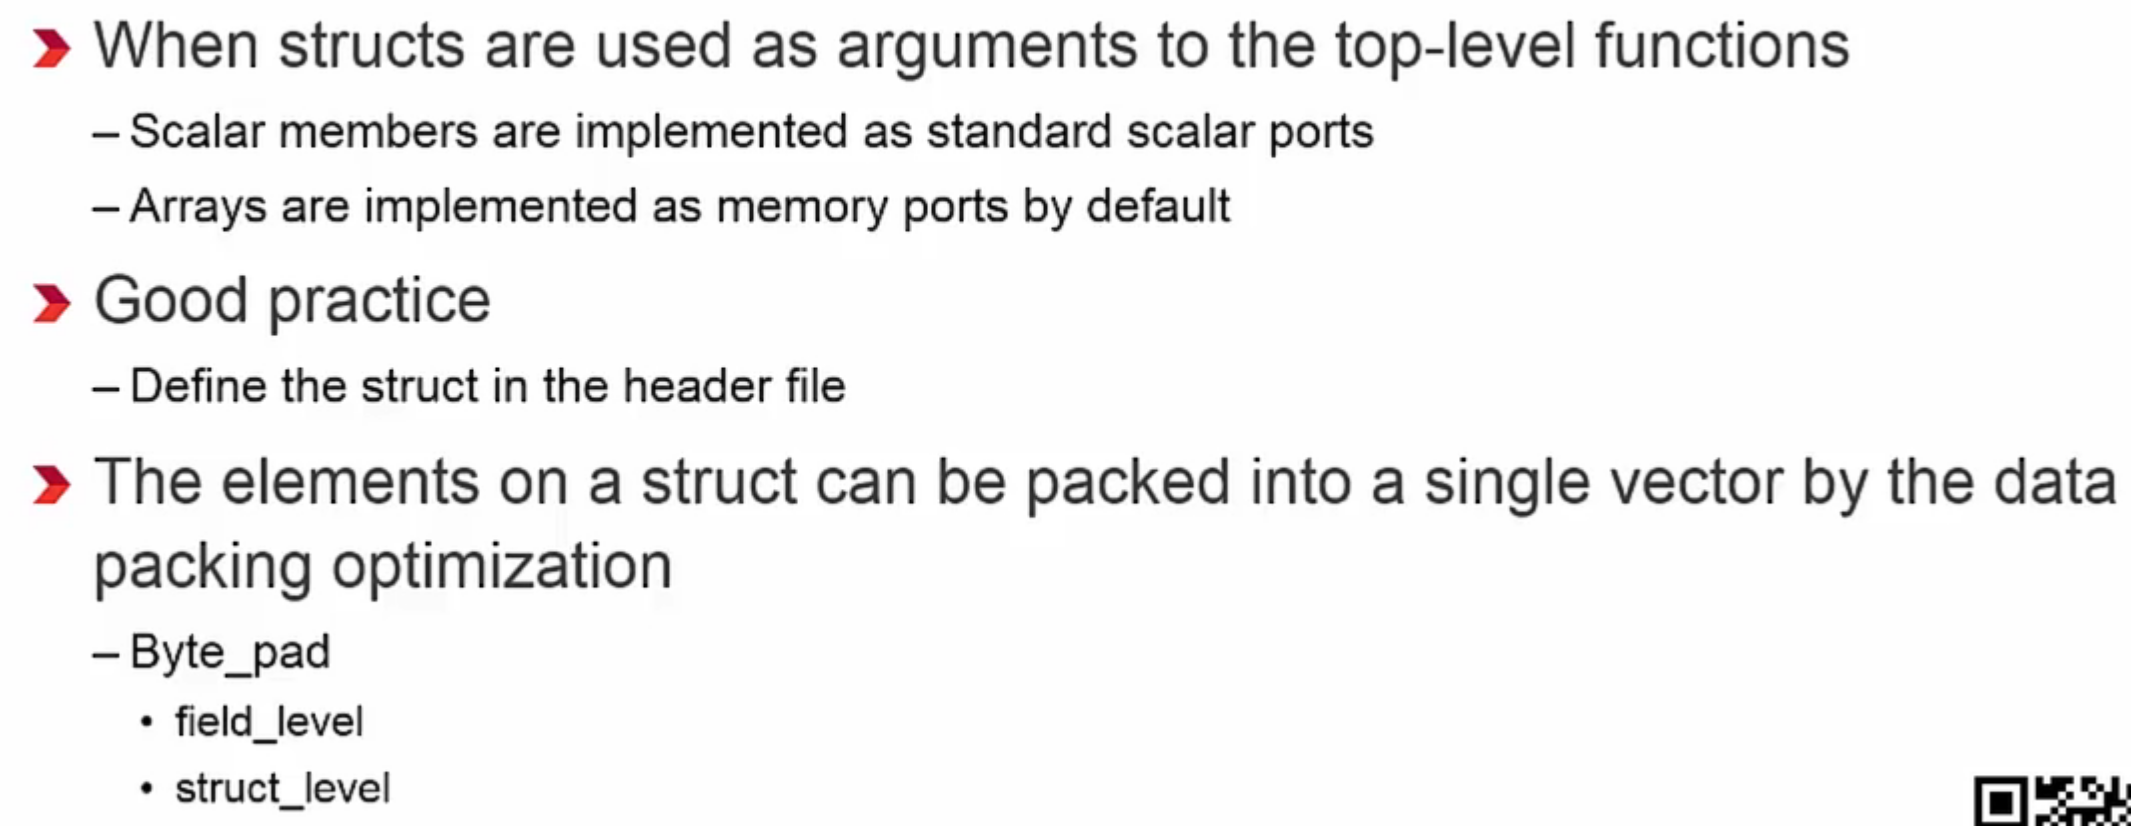 When structs are used as arguments to the top-level functions
– Scalar members are implemented as standard scalar ports
– Arrays are implemented as memory ports by default
Good practice
– Define the struct in the header file
The elements on a struct can be packed into a single vector by the data
packing optimization
– Byte_pad
• field_level
• struct_level